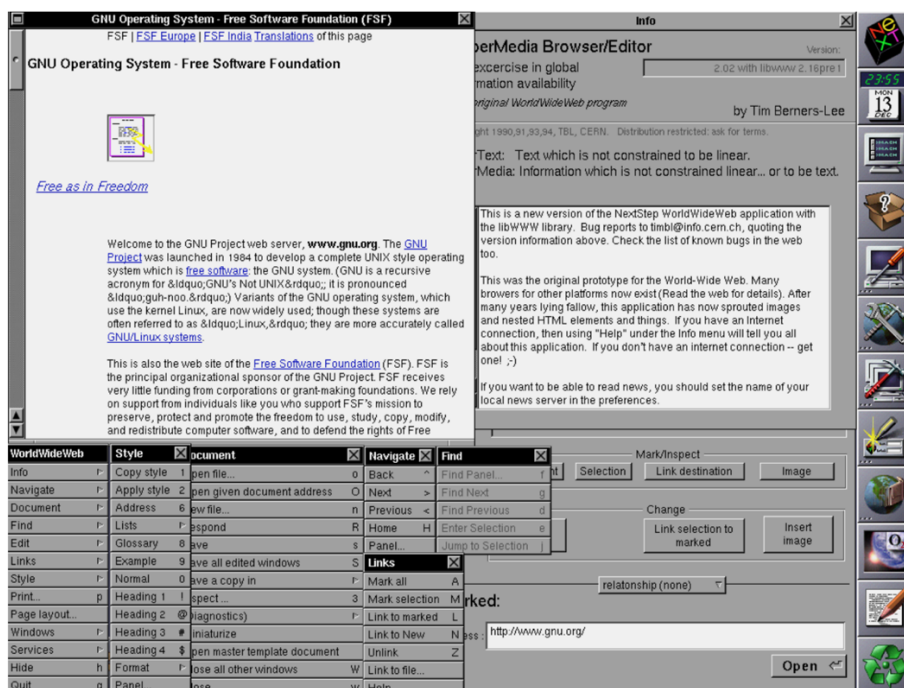 GNU Operating System - Free Software Foundation (FSF)
FSF | FSF Europe | FSF India Translations of this page
GNU Operating System - Free Software Foundation
Free as in Freedom
Welcome to the GNU Project web server, www.gnu.org. The GNU
Project was launched in 1984 to develop a complete UNIX style operating
system which is free software: the GNU system. (GNU is a recursive
acronym for &ldquo;GNU's Not UNIX&rdquo;; it is pronounced
&ldquo;guh-noo.&rdquo;) Variants of the GNU operating system, which
use the kernel Linux, are now widely used; though these systems are
often referred to as &ldquo;Linux,&rdquo; they are more accurately called
GNU/Linux systems.
This is also the web site of the Free Software Foundation (FSF). FSF is
the principal organizational sponsor of the GNU Project. FSF receives
very little funding from corporations or grant-making foundations. We rely
on support from individuals like you who support FSF's mission to
preserve, protect and promote the freedom to use, study, copy, modify,
and redistribute computer software, and to defend the rights of Free
Info
perMedia Browser/Editor
Version:
excercise in global
2.02 with libwww 2.16pre1
rmation availability
original WorldWideWeb program
by Tim Berners-Lee
ght 1990,91,93,94, TBL, CERN. Distribution restricted: ask for terms.
rText: Text which is not constrained to be linear.
rMedia: Information which is not constrained linear... or to be text.
This is a new version of the NextStep WorldWideWeb application with
the libWWW library. Bug reports to timbl@info.cern.ch, quoting the
version information above. Check the list of known bugs in the web
too.
This was the original prototype for the World-Wide Web. Many
browers for other platforms now exist (Read the web for details). After
many years lying fallow, this application has now sprouted images
and nested HTML elements and things. If you have an Internet
connection, then using "Help" under the Info menu will tell you all
about this application. If you don't have an internet connection -- get
one! ;-)
If you want to be able to read news, you should set the name of your
local news server in the preferences.
NeXT
23:55
MON
13
DEC
WorldWideWeb
Info
Navigate
Document
Find
Edit
Links
Style
Print... p
Page layout...
Windows
Services
Hide h
Quit q
Style
Copy style 1
Apply style 2
Address 6
Lists
Glossary 8
Example 9
Normal 0
Heading 1 !
Heading 2 @
Heading 3 #
Heading 4 $
Format
Panel...
ocument
pen file... o
pen given document address O
ew file... n
espond R
ave s
ave all edited windows S
ave a copy in
spect ... 3
iagnostics)
iniaturize
pen master template document
lose all other windows W
lose w
Navigate
Back ^
Next >
Previous <
Home H
Panel...
Find
Find Panel... f
Find Next g
Find Previous d
Enter Selection e
Jump to Selection j
Links
Mark all A
Mark selection M
Link to marked L
Link to New N
Unlink Z
Link to file...
Help
Mark/Inspect
nt
Selection
Link destination
Image
Change
Link selection to
marked
Insert
image
relationship (none)
rked:
ess :
http://www.gnu.org/
Open